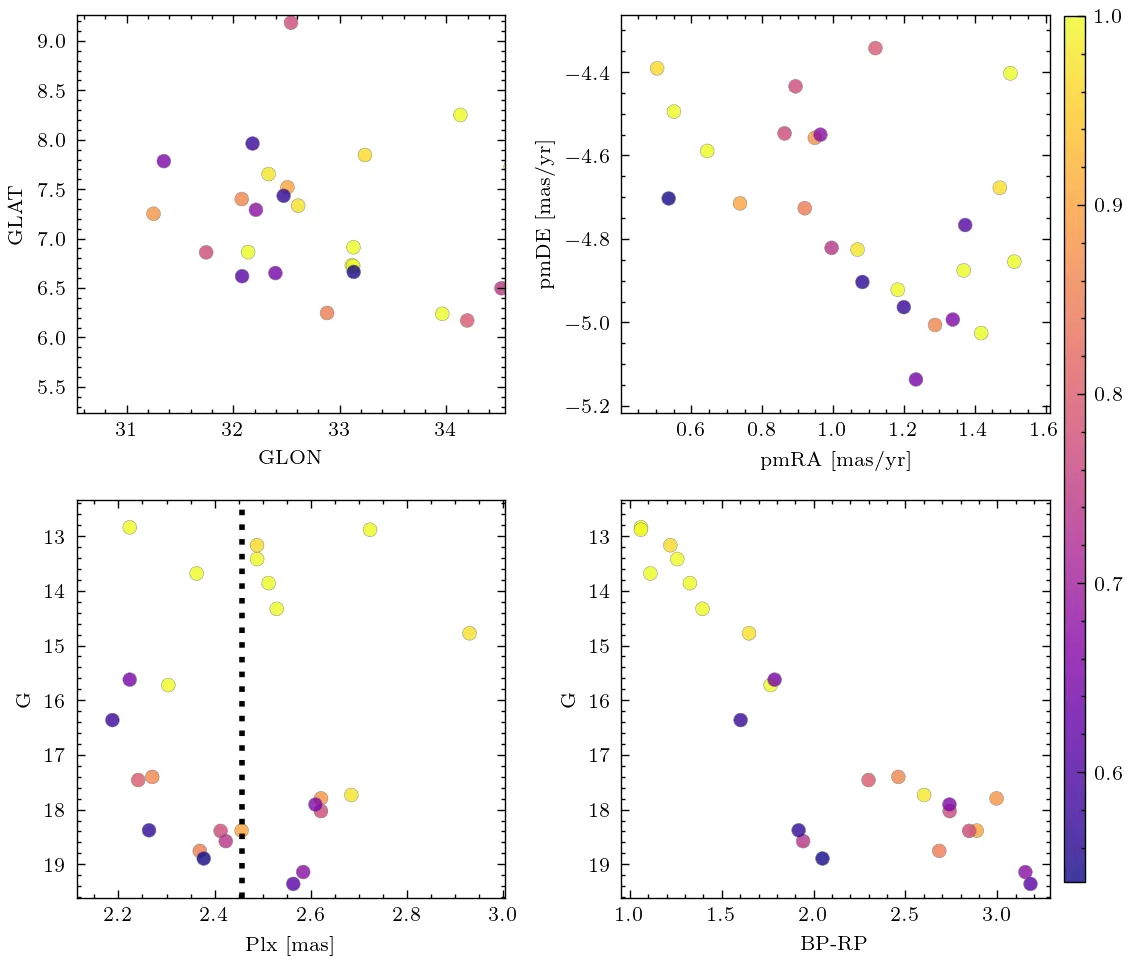 9.0
8.5
8.0
7.5
7.0
6.5
6.0
5.5
GLAT
31 32 33 34
GLON
−4.4
−4.6
−4.8
−5.0
−5.2
pmDE [mas/yr]
0.6 0.8 1.0 1.2 1.4 1.6
pmRA [mas/yr]
1.0
0.9
0.8
0.7
0.6
13
14
15
16
17
18
19
G
2.2 2.4 2.6 2.8 3.0
Plx [mas]
13
14
15
16
17
18
19
G
1.0 1.5 2.0 2.5 3.0
BP-RP